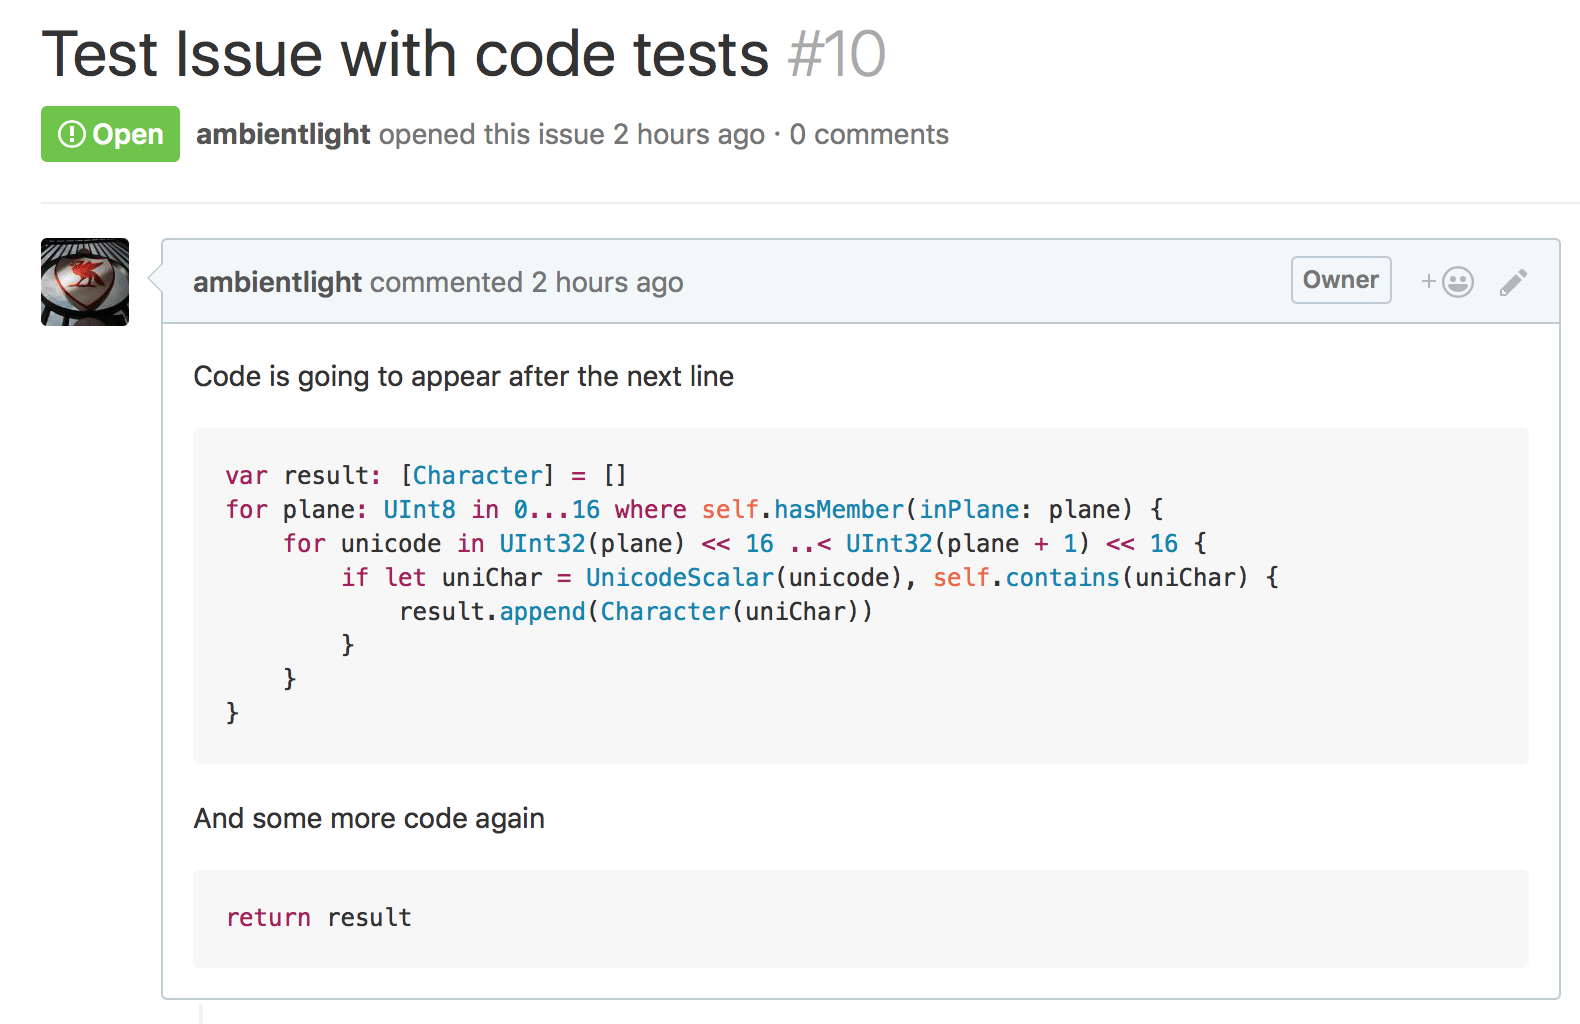 Test Issue with code tests #10
Open ambientlight opened this issue 2 hours ago · 0 comments
ambientlight commented 2 hours ago Owner +
Code is going to appear after the next line
var result: [Character] = []
for plane: UInt8 in 0...16 where self.hasMember(inPlane: plane) {
    for unicode in UInt32(plane) << 16 ..< UInt32(plane + 1) << 16 {
        if let uniChar = UnicodeScalar(unicode), self.contains(uniChar) {
            result.append(Character(uniChar))
        }
    }
}
And some more code again
return result